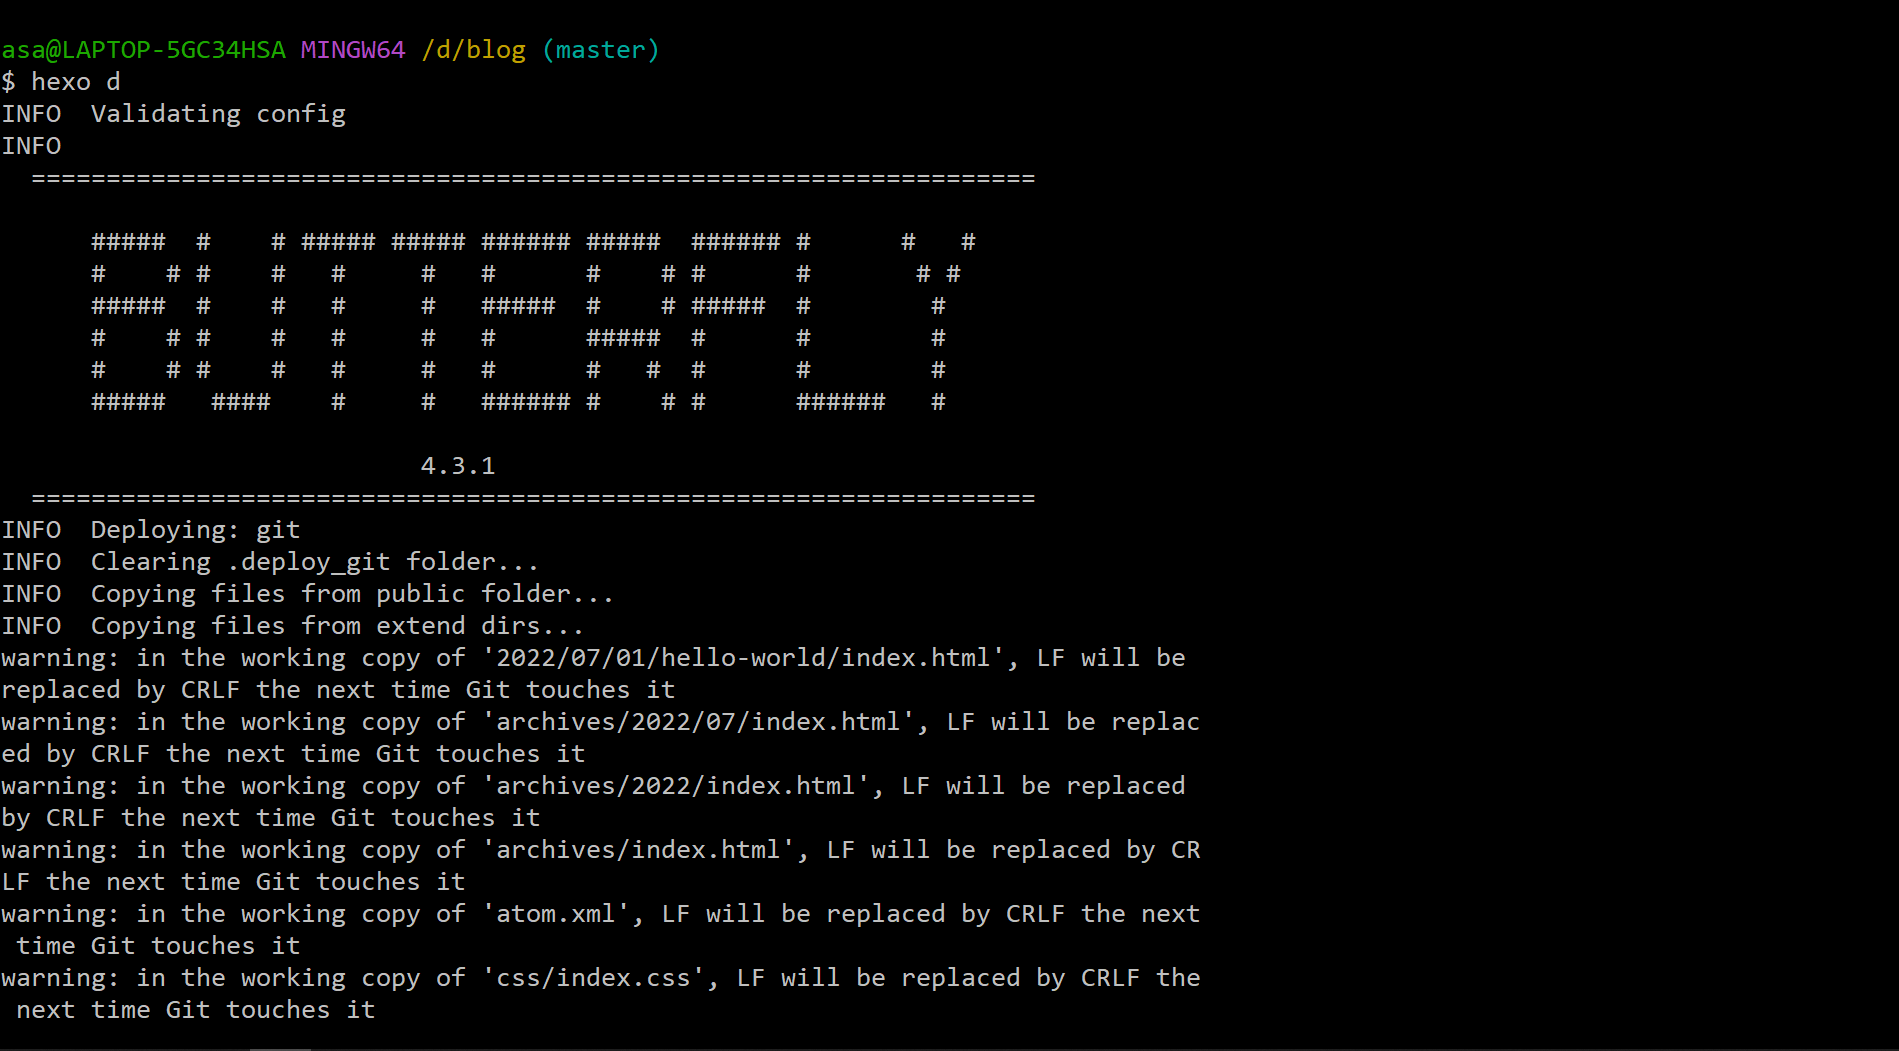 asa@LAPTOP-5GC34HSA MINGW64 /d/blog (master)
$ hexo d
INFO  Validating config
INFO
  ===================================================================

      #####  #    # ##### ##### ###### #####  ###### #      #   #
      #    # #    #   #     #   #      #    # #      #       # #
      #####  #    #   #     #   #####  #    # #####  #        #
      #    # #    #   #     #   #      #####  #      #        #
      #    # #    #   #     #   #      #   #  #      #        #
      #####   ####    #     #   ###### #    # #      ######   #

                            4.3.1
  ===================================================================
INFO  Deploying: git
INFO  Clearing .deploy_git folder...
INFO  Copying files from public folder...
INFO  Copying files from extend dirs...
warning: in the working copy of '2022/07/01/hello-world/index.html', LF will be
replaced by CRLF the next time Git touches it
warning: in the working copy of 'archives/2022/07/index.html', LF will be replac
ed by CRLF the next time Git touches it
warning: in the working copy of 'archives/2022/index.html', LF will be replaced
by CRLF the next time Git touches it
warning: in the working copy of 'archives/index.html', LF will be replaced by CR
LF the next time Git touches it
warning: in the working copy of 'atom.xml', LF will be replaced by CRLF the next
 time Git touches it
warning: in the working copy of 'css/index.css', LF will be replaced by CRLF the
 next time Git touches it